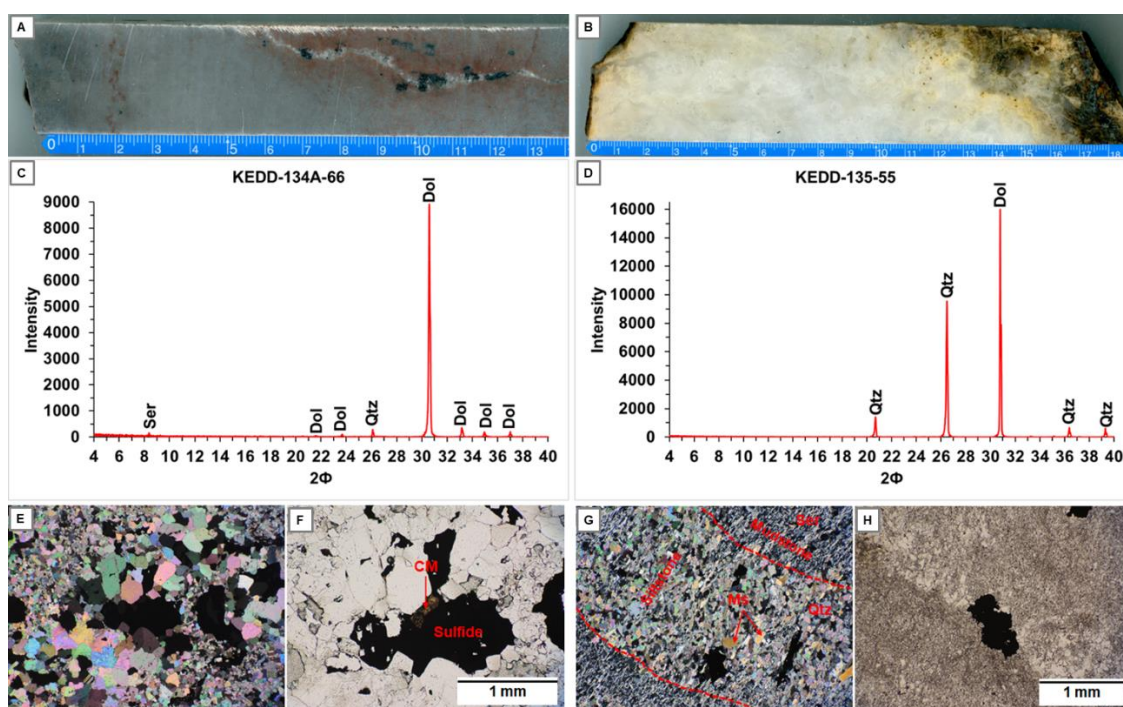 A
B
0 1 2 3 4 5 6 7 8 9 10 11 12 13
0 1 2 3 4 5 6 7 8 9 10 11 12 13 14 15 16 17 18
C
KEDD-134A-66
Intensity
9000
8000
7000
6000
5000
4000
3000
2000
1000
0
Ser
Dol
Dol
Qtz
Dol
Dol
Dol
Dol
4 6 8 10 12 14 16 18 20 22 24 26 28 30 32 34 36 38 40
2Φ
D
KEDD-135-55
Intensity
16000
14000
12000
10000
8000
6000
4000
2000
0
Qtz
Qtz
Dol
Qtz
Qtz
4 6 8 10 12 14 16 18 20 22 24 26 28 30 32 34 36 38 40
2Φ
E
F
CM
Sulfide
1 mm
G
Ser
Mudstone
Siltstone
Ms
Qtz
H
1 mm